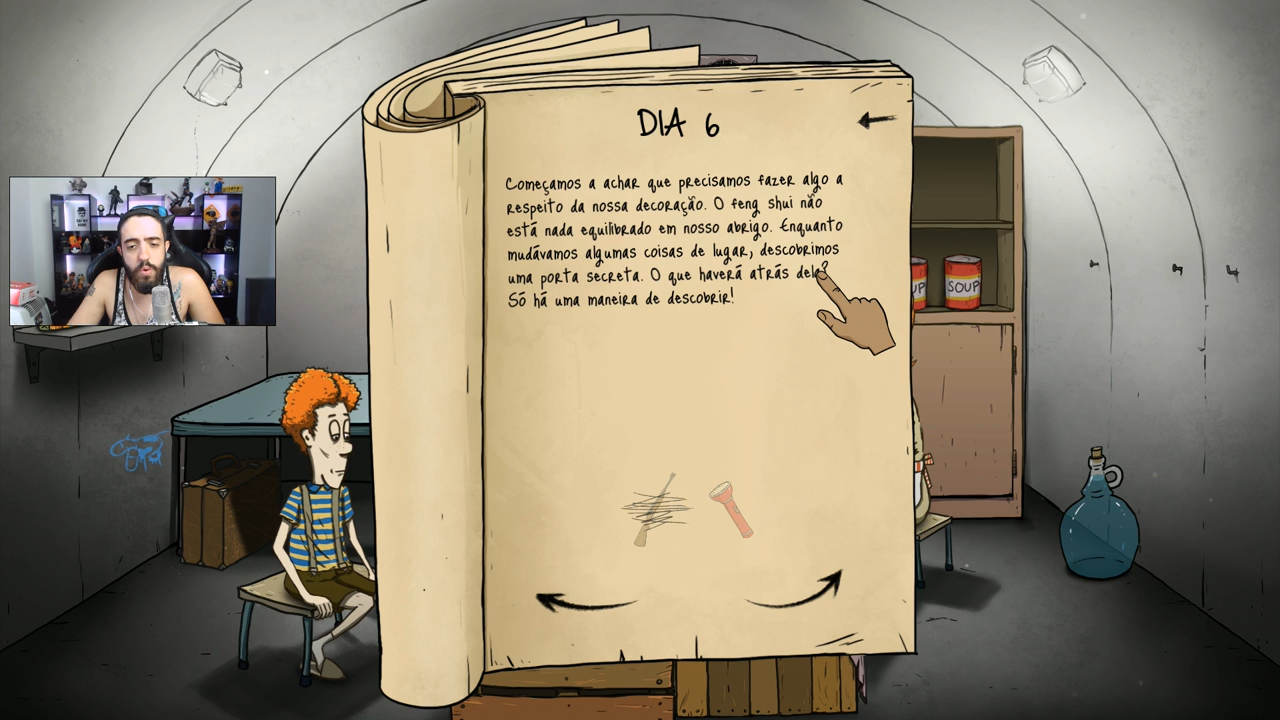 DIA 6
Começamos a achar que precisamos fazer algo a
respeito da nossa decoração. O feng shui não
está nada equilibrado em nosso abrigo. Enquanto
mudávamos algumas coisas de lugar, descobrimos
uma porta secreta. O que haverá atrás dela?
Só há uma maneira de descobrir!
SOUP